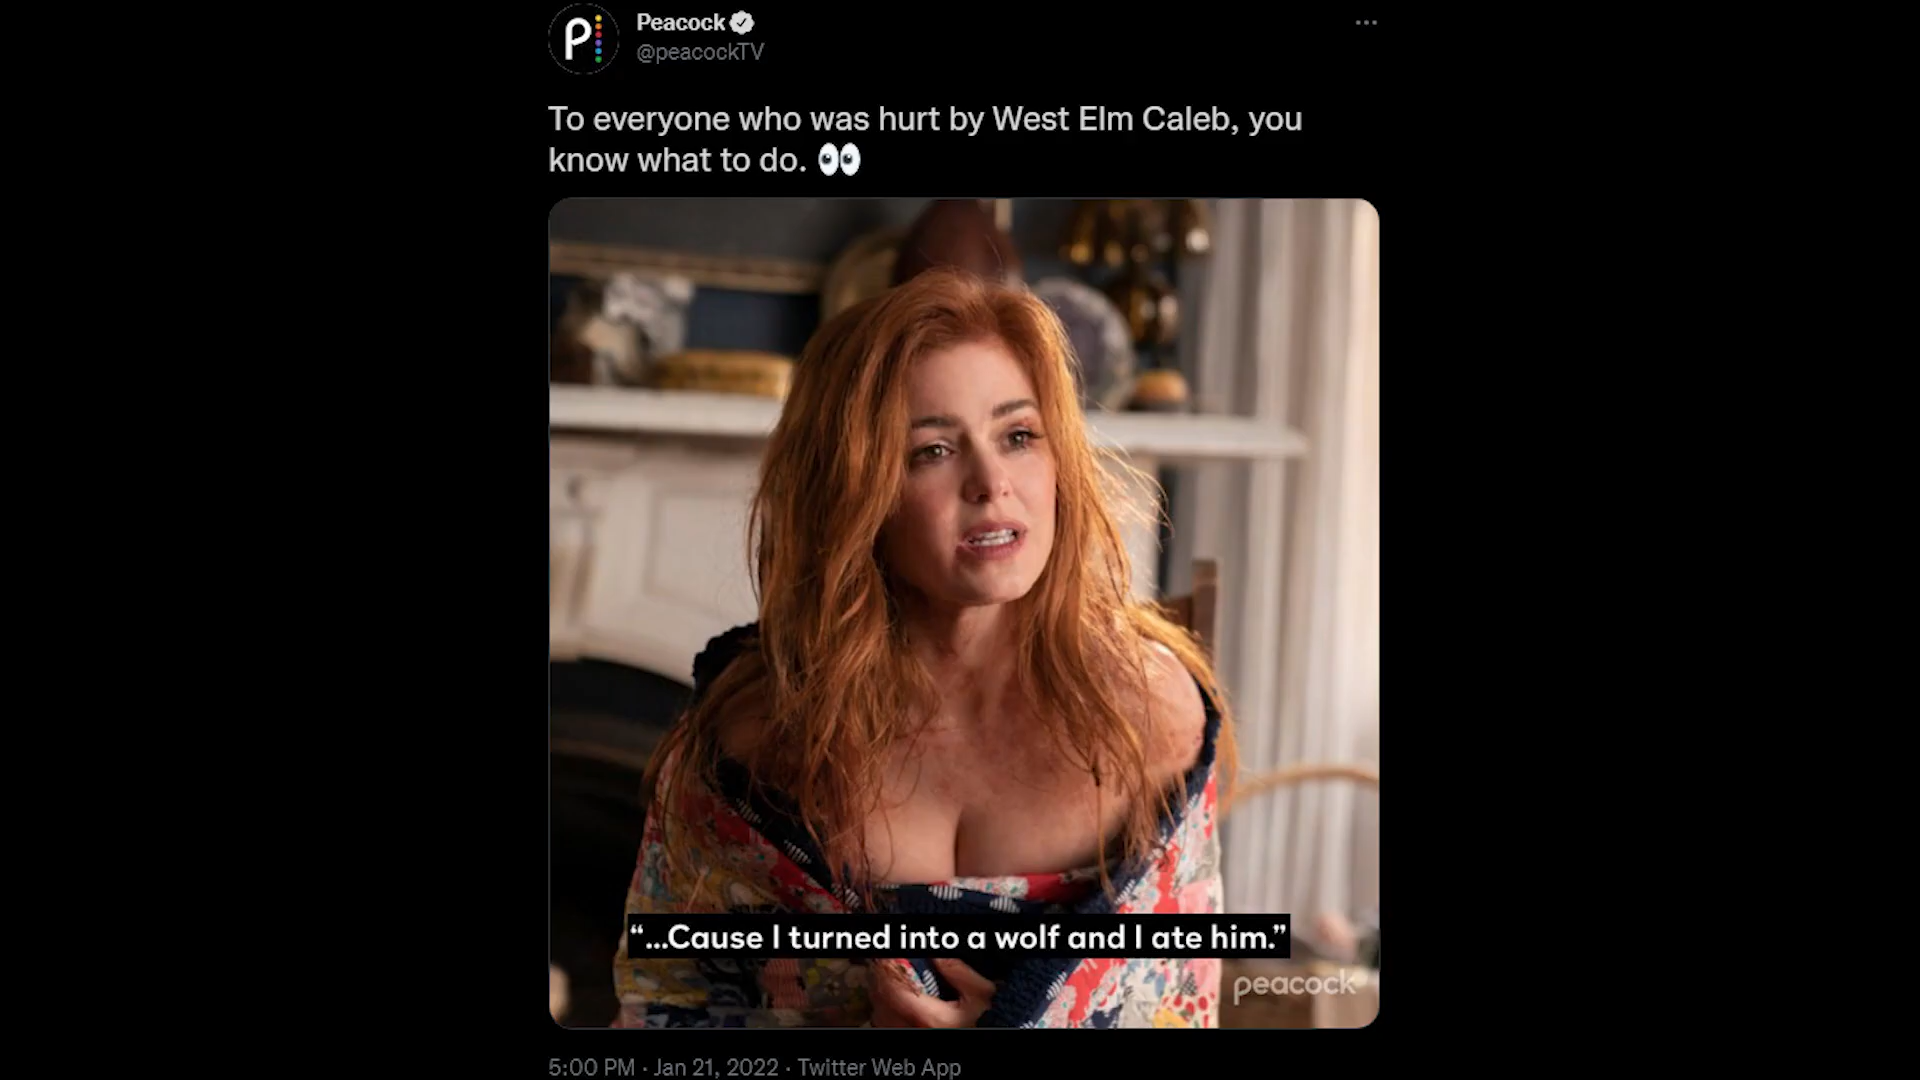 Peacock
@peacockTV
To everyone who was hurt by West Elm Caleb, you
know what to do. 👀
“...Cause I turned into a wolf and I ate him.”
peacock
5:00 PM · Jan 21, 2022 · Twitter Web App